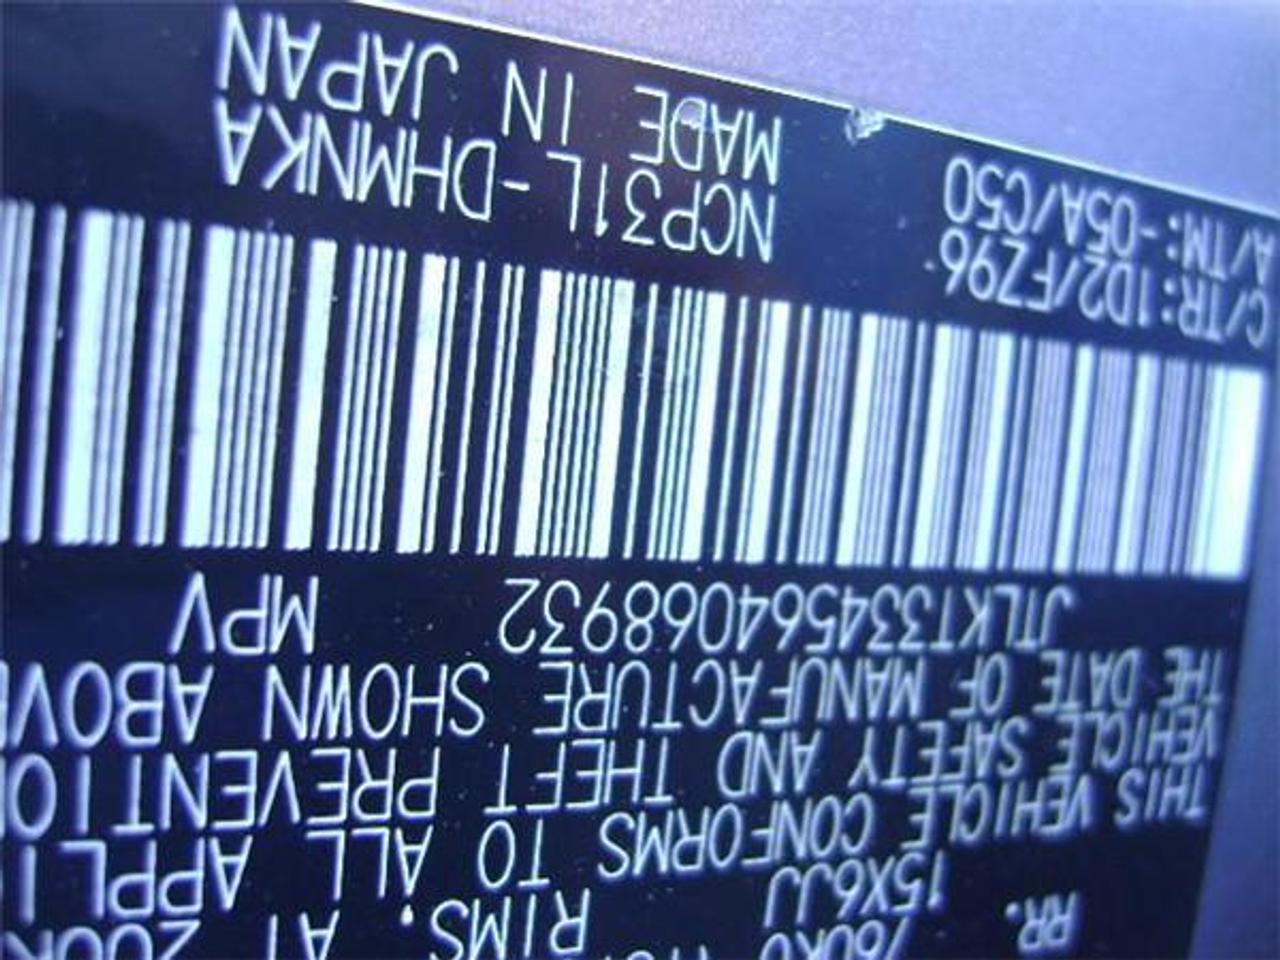 RR.
15X6JJ RIMS. AT
THIS VEHICLE CONFORMS TO ALL APPLI
VEHICLE SAFETY AND THEFT PREVENTIO
THE DATE OF MANUFACTURE SHOWN ABOVE
JTLKT334564068932 MPV
C/TR:1D2/FZ96 NCP31L-DHMNKA
A/TM:-05A/C50 MADE IN JAPAN